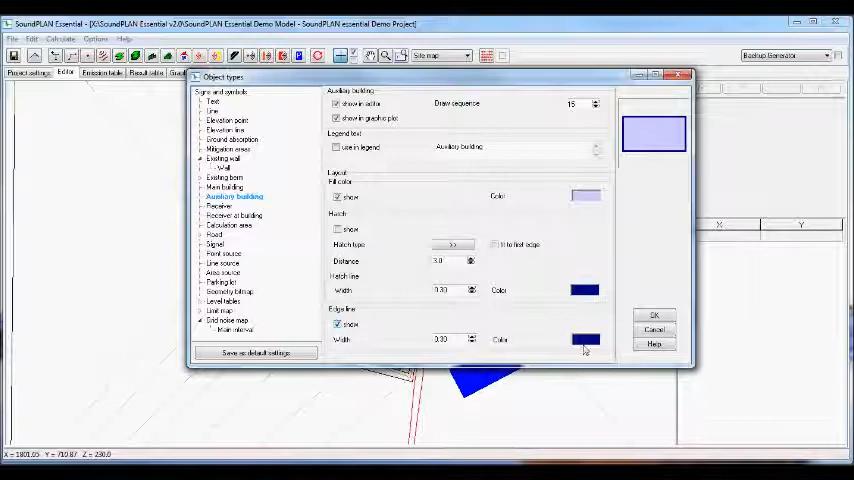 SoundPLAN Essential - [X:\SoundPLAN Essential v2.0\SoundPLAN Essential Demo Model - SoundPLAN essential Demo Project]
File Edit Calculate Options Help
Site map
Backup Generator
Project settings Editor Emission table Result table
Object types
Signs and symbols
Text
Line
Elevation point
Elevation line
Ground absorption
Mitigation areas
Existing wall
Wall
Existing berm
Main building
Auxiliary building
Receiver
Receiver at building
Calculation area
Road
Signal
Point source
Line source
Area source
Parking lot
Geometry bitmap
Level tables
Limit map
Grid noise map
Main interval
Save as default settings
Auxiliary building
show in editor Draw sequence 15
show in graphic plot
Legend text
use in legend Auxiliary building
Layout
Fill color
show Color
Hatch
show
Hatch type >> fit to first edge
Distance 3.0
Hatch line
Width 0.30 Color
Edge line
show
Width 0.30 Color
OK
Cancel
Help
X Y
X = 1801.05 Y = 710.87 Z = 230.0